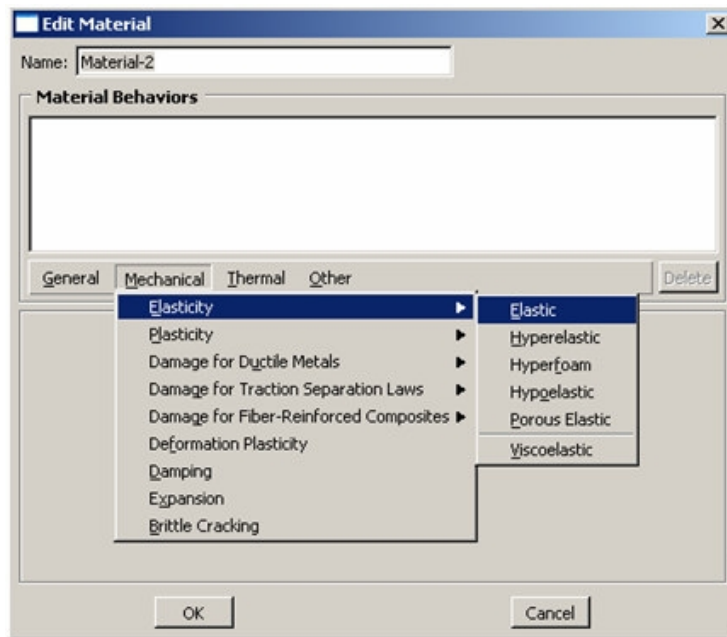 Edit Material
Name: Material-2
Material Behaviors
General Mechanical Thermal Other Delete
Elasticity
Plasticity
Damage for Ductile Metals
Damage for Traction Separation Laws
Damage for Fiber-Reinforced Composites
Deformation Plasticity
Damping
Expansion
Brittle Cracking
Elastic
Hyperelastic
Hyperfoam
Hypoelastic
Porous Elastic
Viscoelastic
OK Cancel